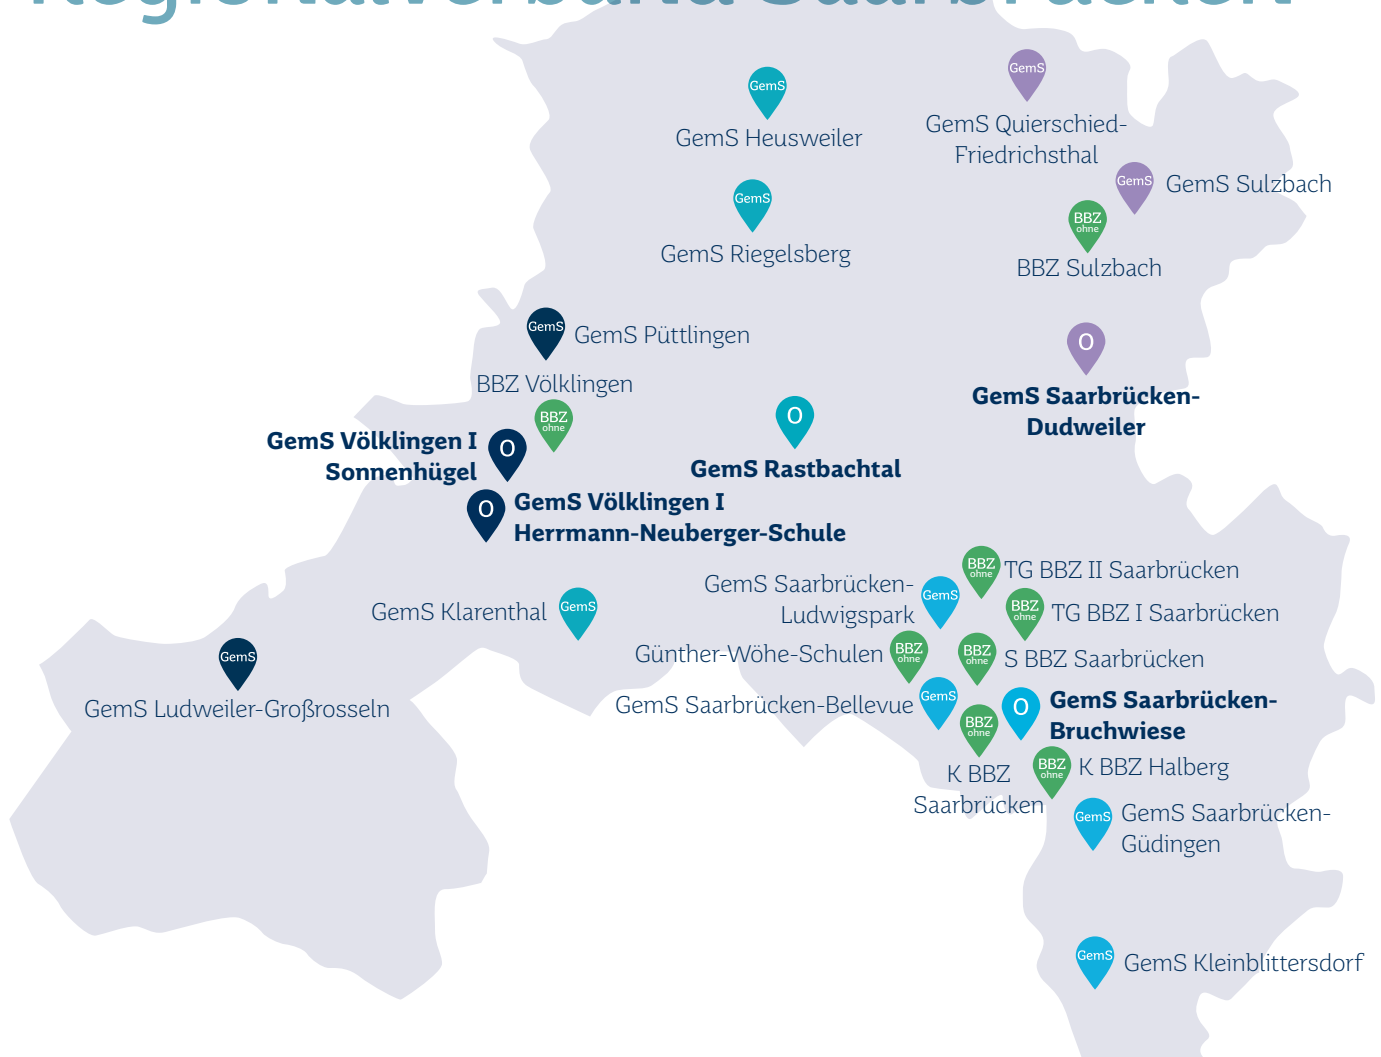 Regionalverband Saarbrücken
GemS
GemS Heusweiler
GemS
GemS Quierschied-
Friedrichsthal
GemS
GemS Sulzbach
GemS
GemS Riegelsberg
BBZ
ohne
BBZ Sulzbach
GemS
GemS Püttlingen
O
GemS Saarbrücken-
Dudweiler
BBZ Völklingen
BBZ
ohne
GemS Völklingen I
Sonnenhügel
O
O
GemS Rastbachtal
O
GemS Völklingen I
Herrmann-Neuberger-Schule
BBZ
ohne
TG BBZ II Saarbrücken
GemS Saarbrücken-
Ludwigspark
GemS
BBZ
ohne
TG BBZ I Saarbrücken
GemS Klarenthal
GemS
Günther-Wöhe-Schulen
BBZ
ohne
BBZ
ohne
S BBZ Saarbrücken
GemS
GemS Ludweiler-Großrosseln
GemS Saarbrücken-Bellevue
GemS
O
GemS Saarbrücken-
Bruchwiese
BBZ
ohne
K BBZ
Saarbrücken
BBZ
ohne
K BBZ Halberg
GemS
GemS Saarbrücken-
Güdingen
GemS
GemS Kleinblittersdorf